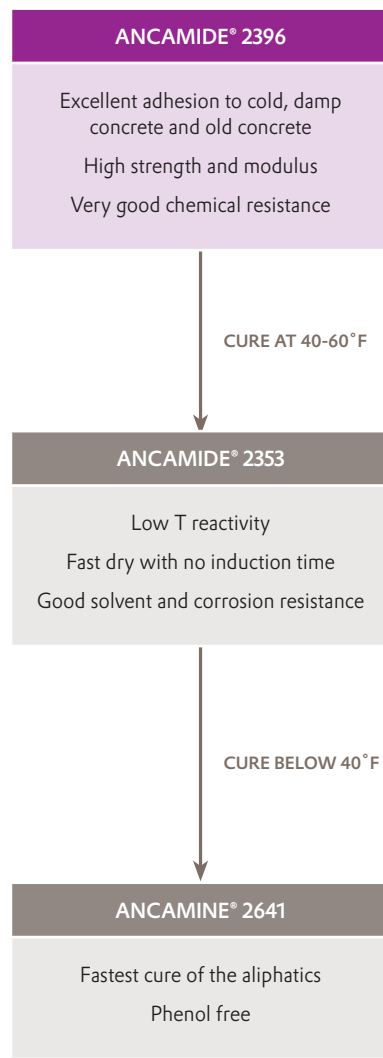 ANCAMIDE® 2396
Excellent adhesion to cold, damp
concrete and old concrete
High strength and modulus
Very good chemical resistance
CURE AT 40-60˚F
ANCAMIDE® 2353
Low T reactivity
Fast dry with no induction time
Good solvent and corrosion resistance
CURE BELOW 40˚F
ANCAMINE® 2641
Fastest cure of the aliphatics
Phenol free